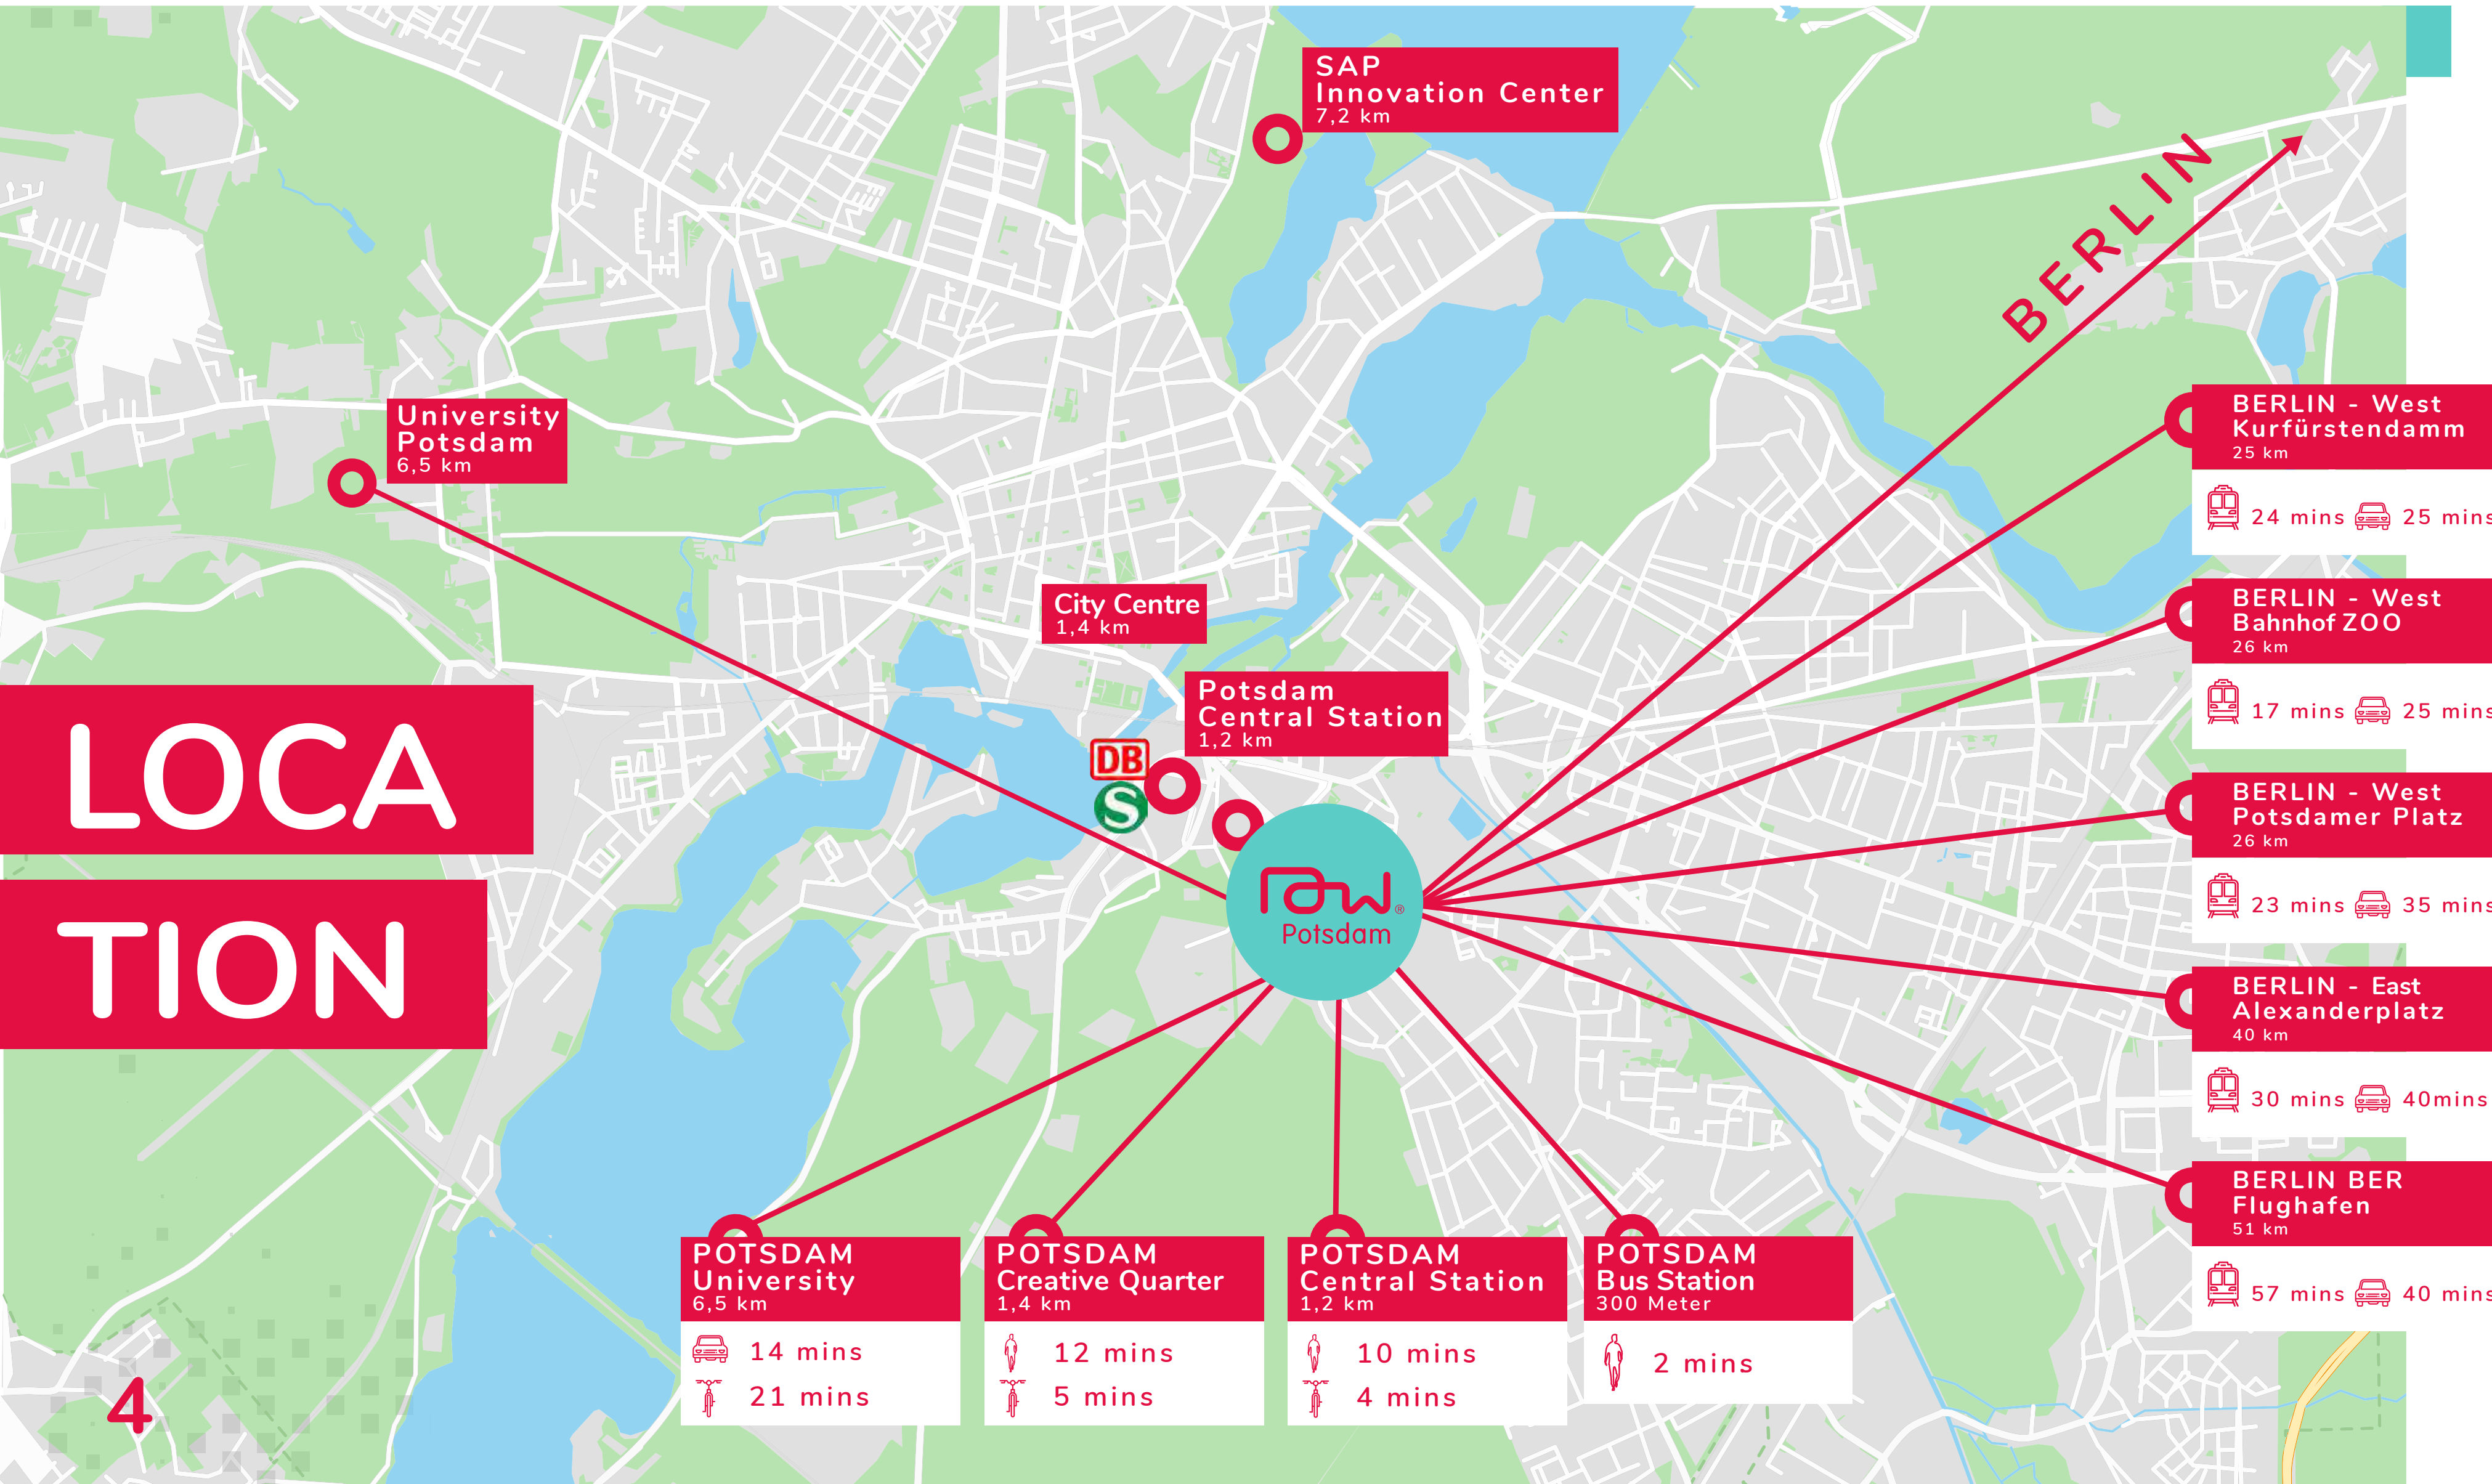 SAP
Innovation Center
7,2 km
BERLIN
University
Potsdam
6,5 km
BERLIN - West
Kurfürstendamm
25 km
24 mins 25 mins
City Centre
1,4 km
BERLIN - West
Bahnhof ZOO
26 km
17 mins 25 mins
Potsdam
Central Station
1,2 km
DB
S
LOCA
TION
BERLIN - West
Potsdamer Platz
26 km
23 mins 35 mins
raw®
Potsdam
BERLIN - East
Alexanderplatz
40 km
30 mins 40mins
BERLIN BER
Flughafen
51 km
57 mins 40 mins
POTSDAM
University
6,5 km
14 mins
21 mins
POTSDAM
Creative Quarter
1,4 km
12 mins
5 mins
POTSDAM
Central Station
1,2 km
10 mins
4 mins
POTSDAM
Bus Station
300 Meter
2 mins
4